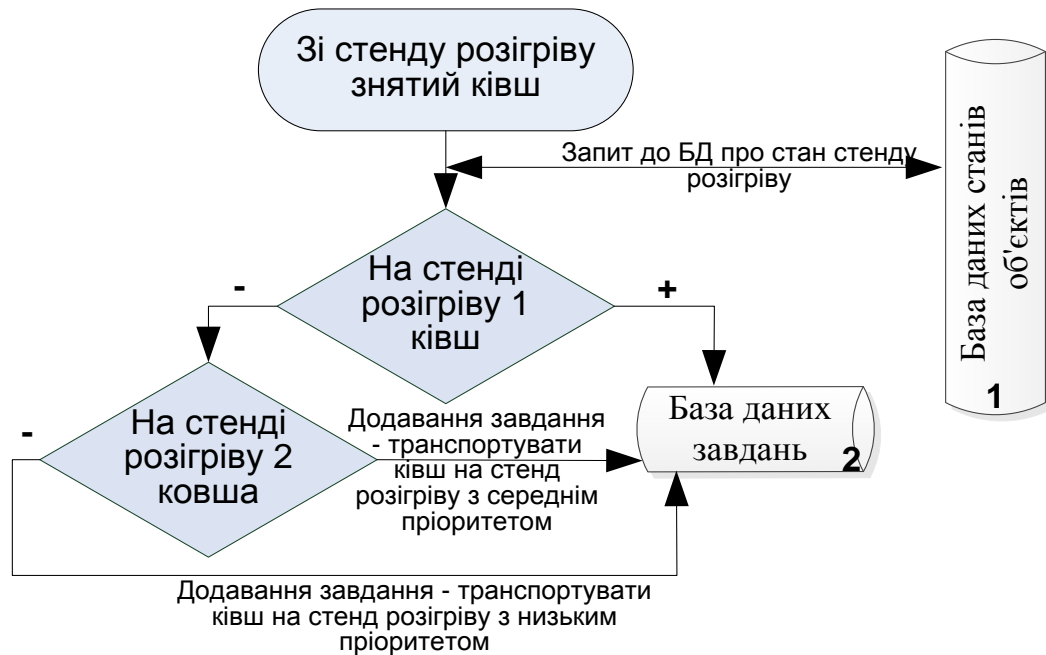 Зі стенду розігріву
знятий ківш
Запит до БД про стан стенду
розігріву
База даних станів
об'єктів
1
На стенді
розігріву 1
ківш
-
+
На стенді
розігріву 2
ковша
-
Додавання завдання
- транспортувати
ківш на стенд
розігріву з середнім
пріоритетом
База даних
завдань
2
Додавання завдання - транспортувати
ківш на стенд розігріву з низьким
пріоритетом